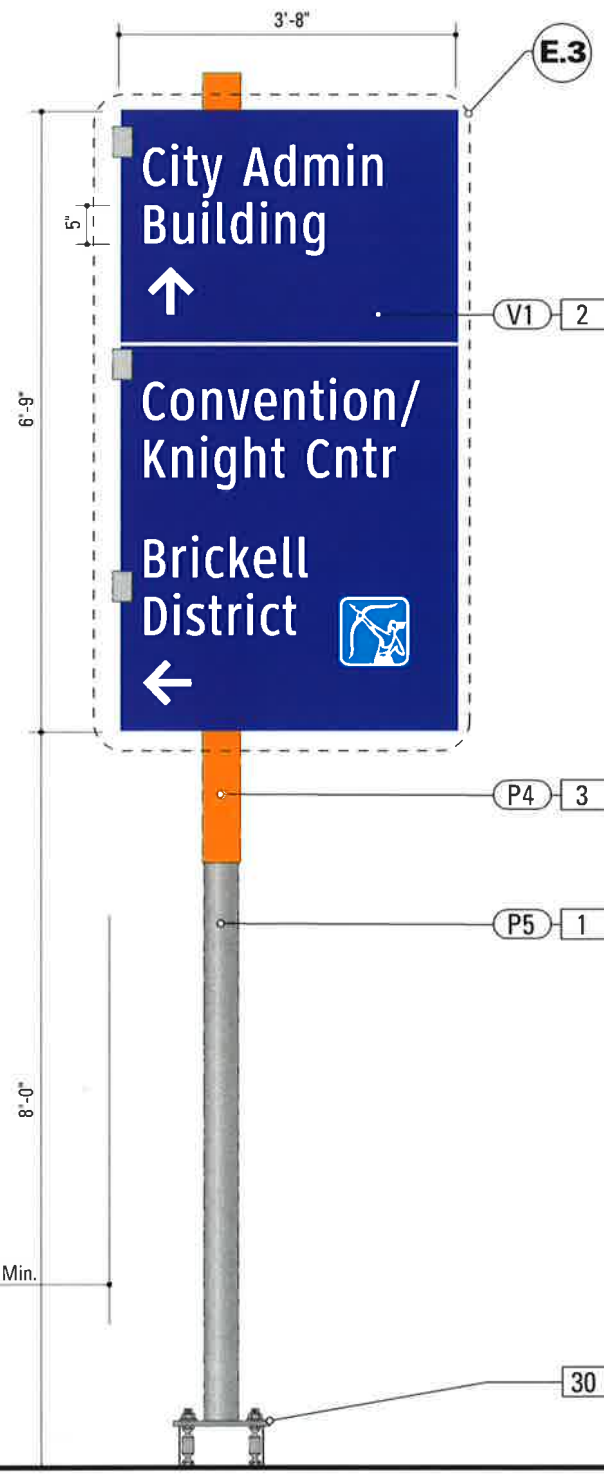 3'-8"
E.3
City Admin
Building
5"
V1 2
6'-9"
Convention/
Knight Cntr
Brickell
District
P4 3
P5 1
8'-0"
Min.
30